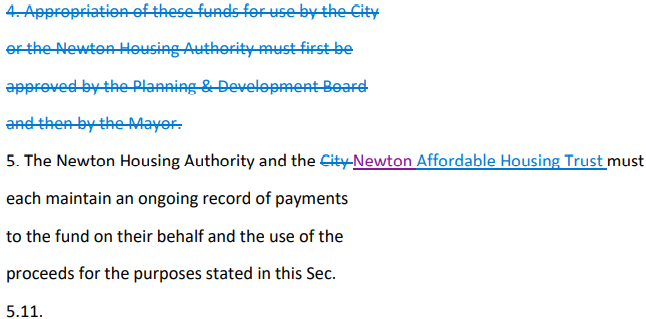 4. Appropriation of these funds for use by the City
or the Newton Housing Authority must first be
approved by the Planning & Development Board
and then by the Mayor.
5. The Newton Housing Authority and the City Newton Affordable Housing Trust must
each maintain an ongoing record of payments
to the fund on their behalf and the use of the
proceeds for the purposes stated in this Sec.
5.11.